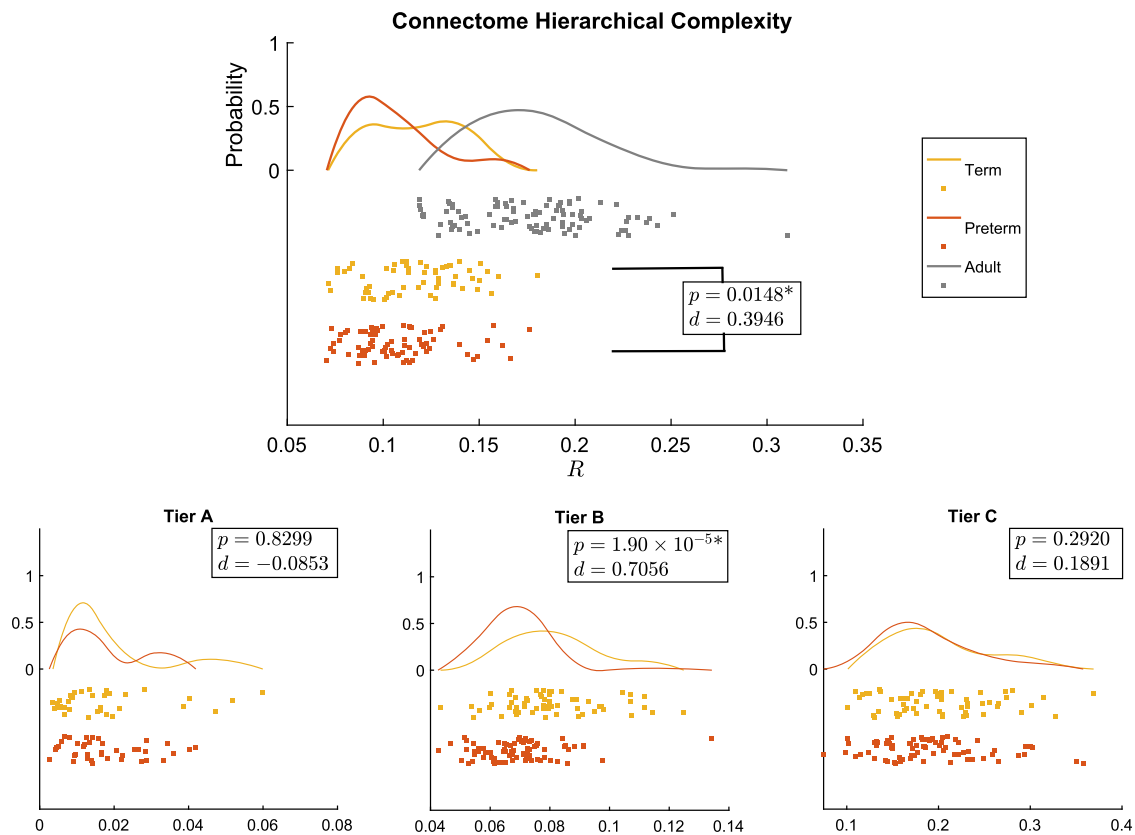 Connectome Hierarchical Complexity
Probability
1
0.5
0
Term
Preterm
Adult
p = 0.0148*
d = 0.3946
0.05 0.1 0.15 0.2 0.25 0.3 0.35
R
Tier A
p = 0.8299
d = −0.0853
1
0.5
0
0 0.02 0.04 0.06 0.08
Tier B
p = 1.90 × 10⁻⁵*
d = 0.7056
1
0.5
0
0.04 0.06 0.08 0.1 0.12 0.14
Tier C
p = 0.2920
d = 0.1891
1
0.5
0
0.1 0.2 0.3 0.4